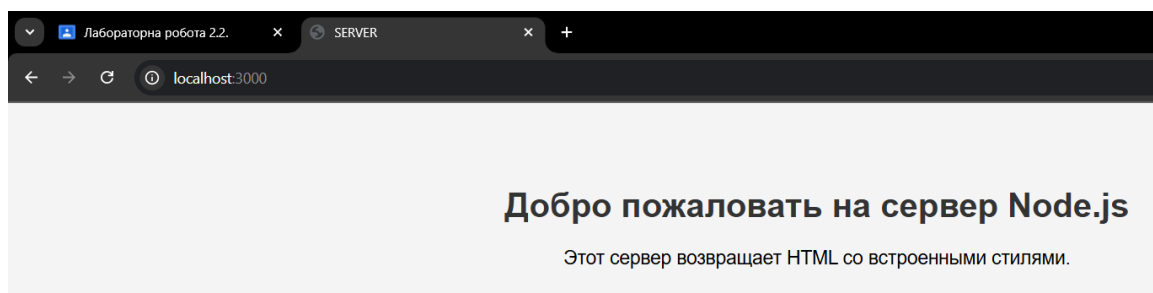 Лабораторна робота 2.2.
SERVER
localhost:3000
Добро пожаловать на сервер Node.js
Этот сервер возвращает HTML со встроенными стилями.